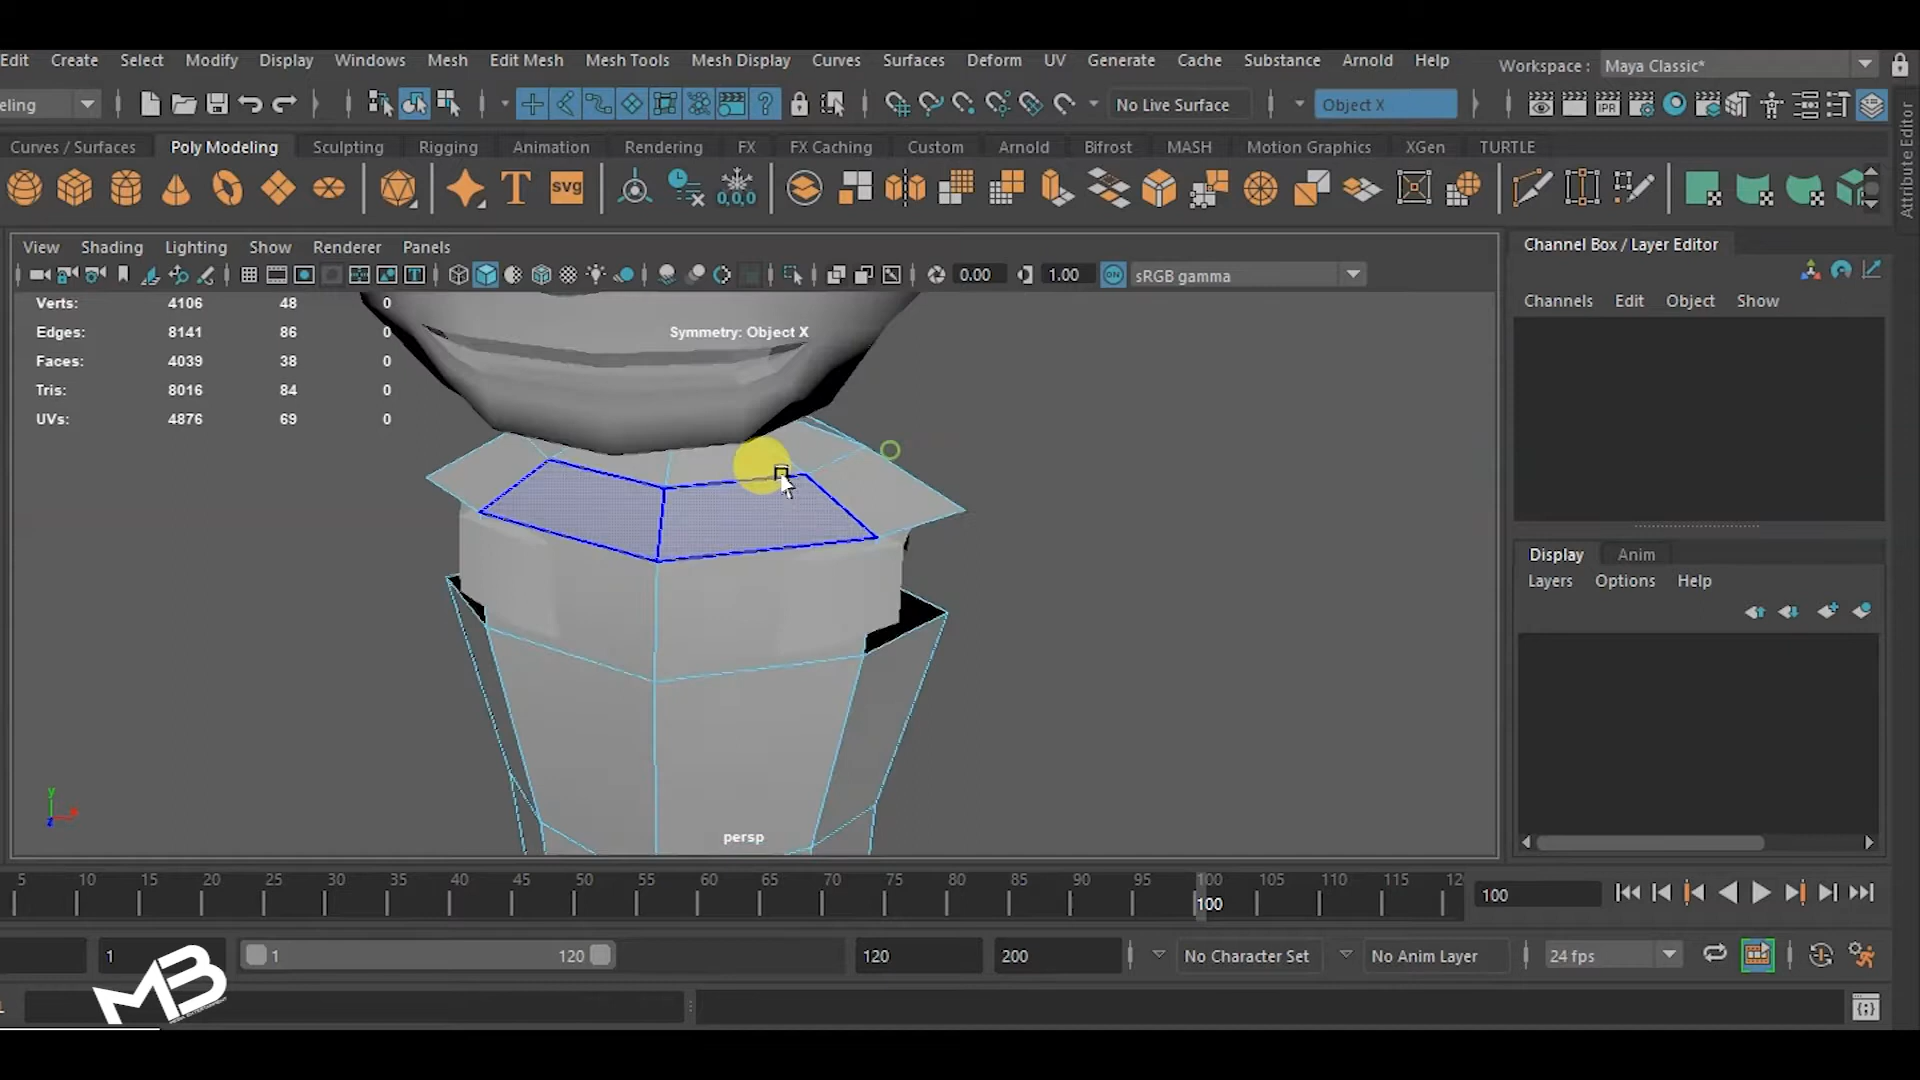 Edit Create Select Modify Display Windows Mesh Edit Mesh Mesh Tools Mesh Display Curves Surfaces Deform UV Generate Cache Substance Arnold Help Workspace : Maya Classic*
eling No Live Surface Object X
Curves / Surfaces Poly Modeling Sculpting Rigging Animation Rendering FX FX Caching Custom Arnold Bifrost MASH Motion Graphics XGen TURTLE
T svg 0,0,0
Attribute Editor
View Shading Lighting Show Renderer Panels
0.00 1.00 ON sRGB gamma
Channel Box / Layer Editor
Channels Edit Object Show
Verts: 4106 48 0
Edges: 8141 86 0
Faces: 4039 38 0
Tris: 8016 84 0
UVs: 4876 69 0
Symmetry: Object X
Display Anim
Layers Options Help
y
z
persp
5 10 15 20 25 30 35 40 45 50 55 60 65 70 75 80 85 90 95 100 105 110 115 12
100
100
1 1 120 120 200 No Character Set No Anim Layer 24 fps
MB